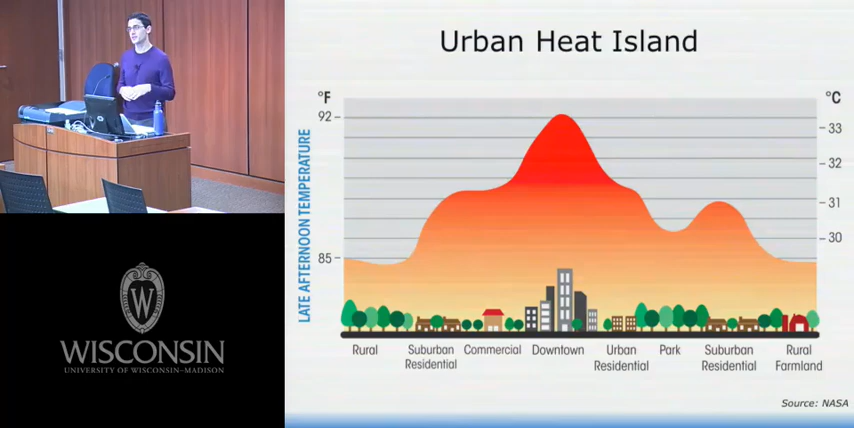 Urban Heat Island
°F
°C
92
33
32
31
30
85
LATE AFTERNOON TEMPERATURE
Rural
Suburban
Residential
Commercial
Downtown
Urban
Residential
Park
Suburban
Residential
Rural
Farmland
Source: NASA
W
WISCONSIN
UNIVERSITY OF WISCONSIN–MADISON